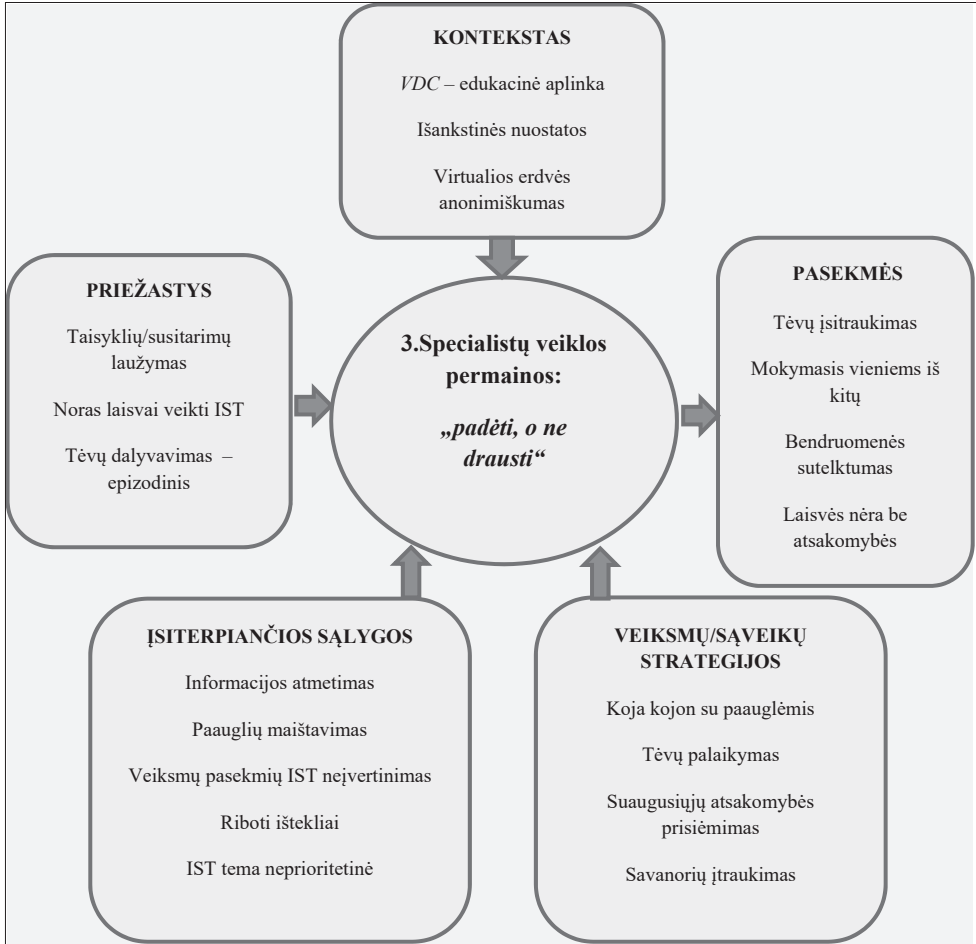 KONTEKSTAS
VDC – edukacinė aplinka
Išankstinės nuostatos
Virtualios erdvės
anonimiškumas
PRIEŽASTYS
Taisyklių/susitarimų
laužymas
Noras laisvai veikti IST
Tėvų dalyvavimas –
epizodinis
3.Specialistų veiklos
permainos:
„padėti, o ne
drausti“
PASEKMĖS
Tėvų įsitraukimas
Mokymasis vieniems iš
kitų
Bendruomenės
sutelktumas
Laisvės nėra be
atsakomybės
ĮSITERPIANČIOS SĄLYGOS
Informacijos atmetimas
Paauglių maištavimas
Veiksmų pasekmių IST neįvertinimas
Riboti ištekliai
IST tema neprioritetinė
VEIKSMŲ/SĄVEIKŲ
STRATEGIJOS
Koja kojon su paauglėmis
Tėvų palaikymas
Suaugusiųjų atsakomybės
prisiėmimas
Savanorių įtraukimas